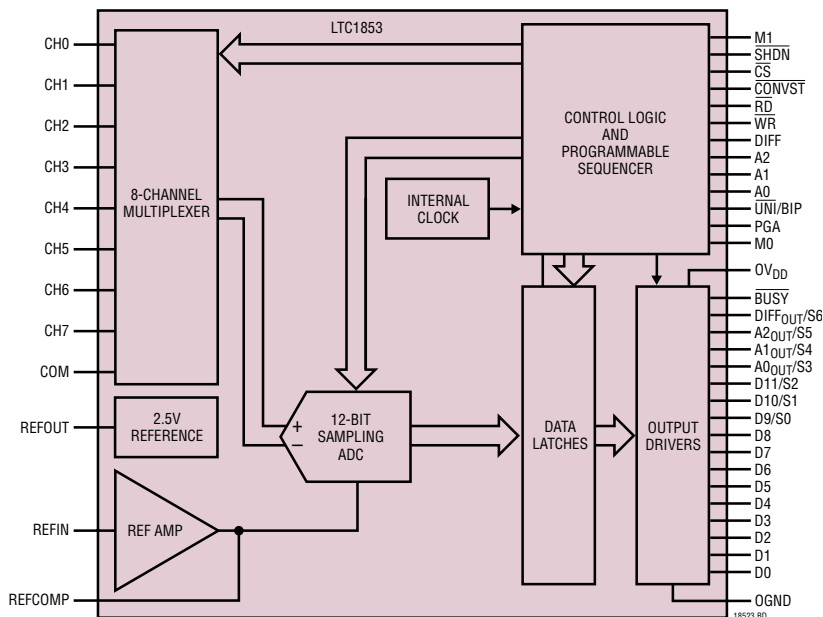 LTC1853
CH0
CH1
CH2
CH3
CH4
CH5
CH6
CH7
COM
REFOUT
REFIN
REFCOMP
8-CHANNEL
MULTIPLEXER
2.5V
REFERENCE
REF AMP
INTERNAL
CLOCK
12-BIT
SAMPLING
ADC
+
–
CONTROL LOGIC
AND
PROGRAMMABLE
SEQUENCER
DATA
LATCHES
OUTPUT
DRIVERS
M1
SHDN
CS
CONVST
RD
WR
DIFF
A2
A1
A0
UNI/BIP
PGA
M0
OVDD
BUSY
DIFFOUT/S6
A2OUT/S5
A1OUT/S4
A0OUT/S3
D11/S2
D10/S1
D9/S0
D8
D7
D6
D5
D4
D3
D2
D1
D0
OGND
18523 BD